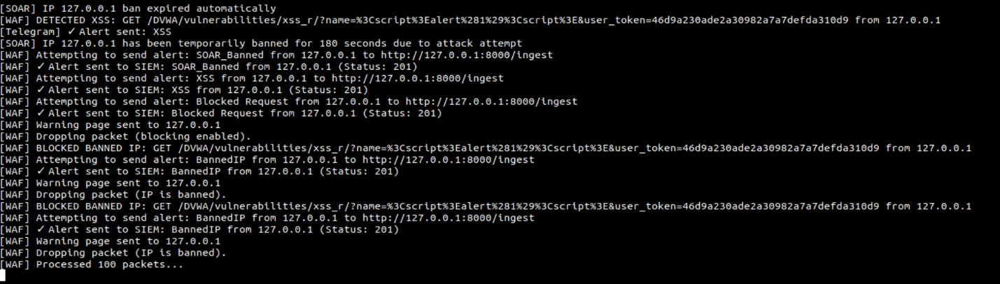 [SOAR] IP 127.0.0.1 ban expired automatically
[WAF] DETECTED XSS: GET /DVWA/vulnerabilities/xss_r/?name=%3Cscript%3Ealert%281%29%3Cscript%3E&user_token=46d9a230ade2a30982a7a7defda310d9 from 127.0.0.1
[Telegram] ✓ Alert sent: XSS
[SOAR] IP 127.0.0.1 has been temporarily banned for 180 seconds due to attack attempt
[WAF] Attempting to send alert: SOAR_Banned from 127.0.0.1 to http://127.0.0.1:8000/ingest
[WAF] ✓ Alert sent to SIEM: SOAR_Banned from 127.0.0.1 (Status: 201)
[WAF] Attempting to send alert: XSS from 127.0.0.1 to http://127.0.0.1:8000/ingest
[WAF] ✓ Alert sent to SIEM: XSS from 127.0.0.1 (Status: 201)
[WAF] Attempting to send alert: Blocked Request from 127.0.0.1 to http://127.0.0.1:8000/ingest
[WAF] ✓ Alert sent to SIEM: Blocked Request from 127.0.0.1 (Status: 201)
[WAF] Warning page sent to 127.0.0.1
[WAF] Dropping packet (blocking enabled).
[WAF] BLOCKED BANNED IP: GET /DVWA/vulnerabilities/xss_r/?name=%3Cscript%3Ealert%281%29%3Cscript%3E&user_token=46d9a230ade2a30982a7a7defda310d9 from 127.0.0.1
[WAF] Attempting to send alert: BannedIP from 127.0.0.1 to http://127.0.0.1:8000/ingest
[WAF] ✓ Alert sent to SIEM: BannedIP from 127.0.0.1 (Status: 201)
[WAF] Warning page sent to 127.0.0.1
[WAF] Dropping packet (IP is banned).
[WAF] BLOCKED BANNED IP: GET /DVWA/vulnerabilities/xss_r/?name=%3Cscript%3Ealert%281%29%3Cscript%3E&user_token=46d9a230ade2a30982a7a7defda310d9 from 127.0.0.1
[WAF] Attempting to send alert: BannedIP from 127.0.0.1 to http://127.0.0.1:8000/ingest
[WAF] ✓ Alert sent to SIEM: BannedIP from 127.0.0.1 (Status: 201)
[WAF] Warning page sent to 127.0.0.1
[WAF] Dropping packet (IP is banned).
[WAF] Processed 100 packets...